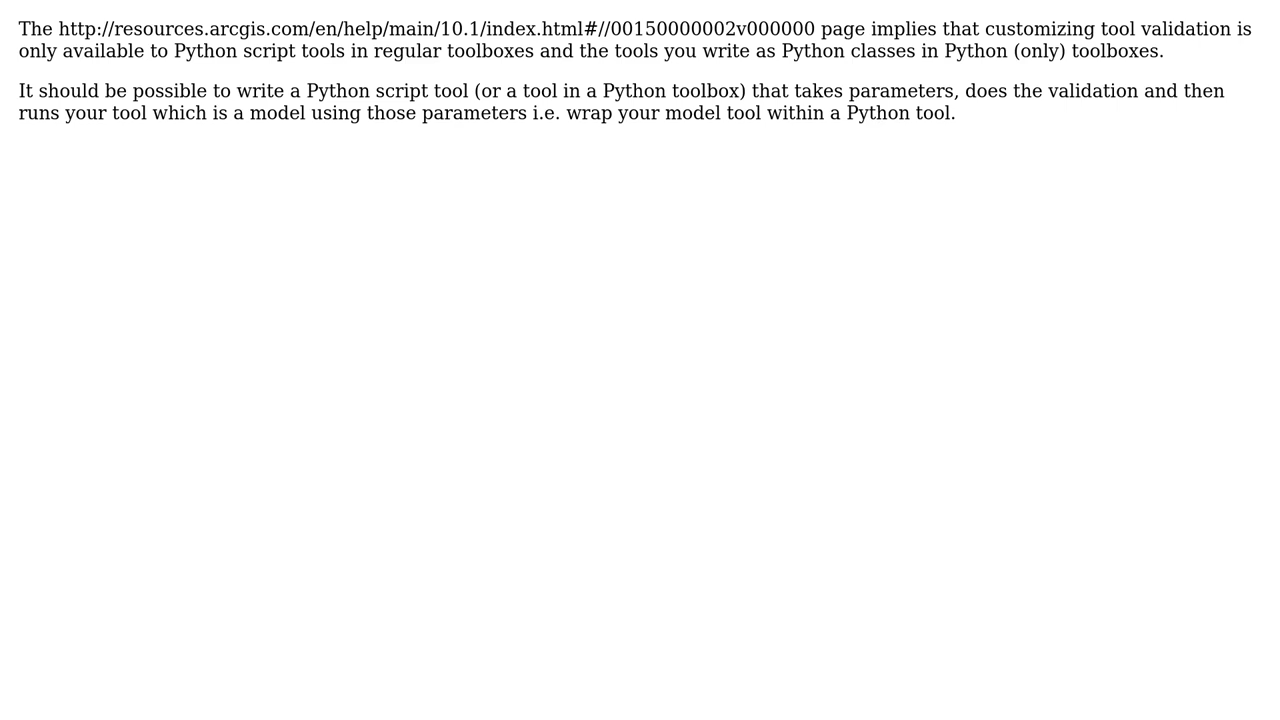 The http://resources.arcgis.com/en/help/main/10.1/index.html#//00150000002v000000 page implies that customizing tool validation is
only available to Python script tools in regular toolboxes and the tools you write as Python classes in Python (only) toolboxes.
It should be possible to write a Python script tool (or a tool in a Python toolbox) that takes parameters, does the validation and then
runs your tool which is a model using those parameters i.e. wrap your model tool within a Python tool.